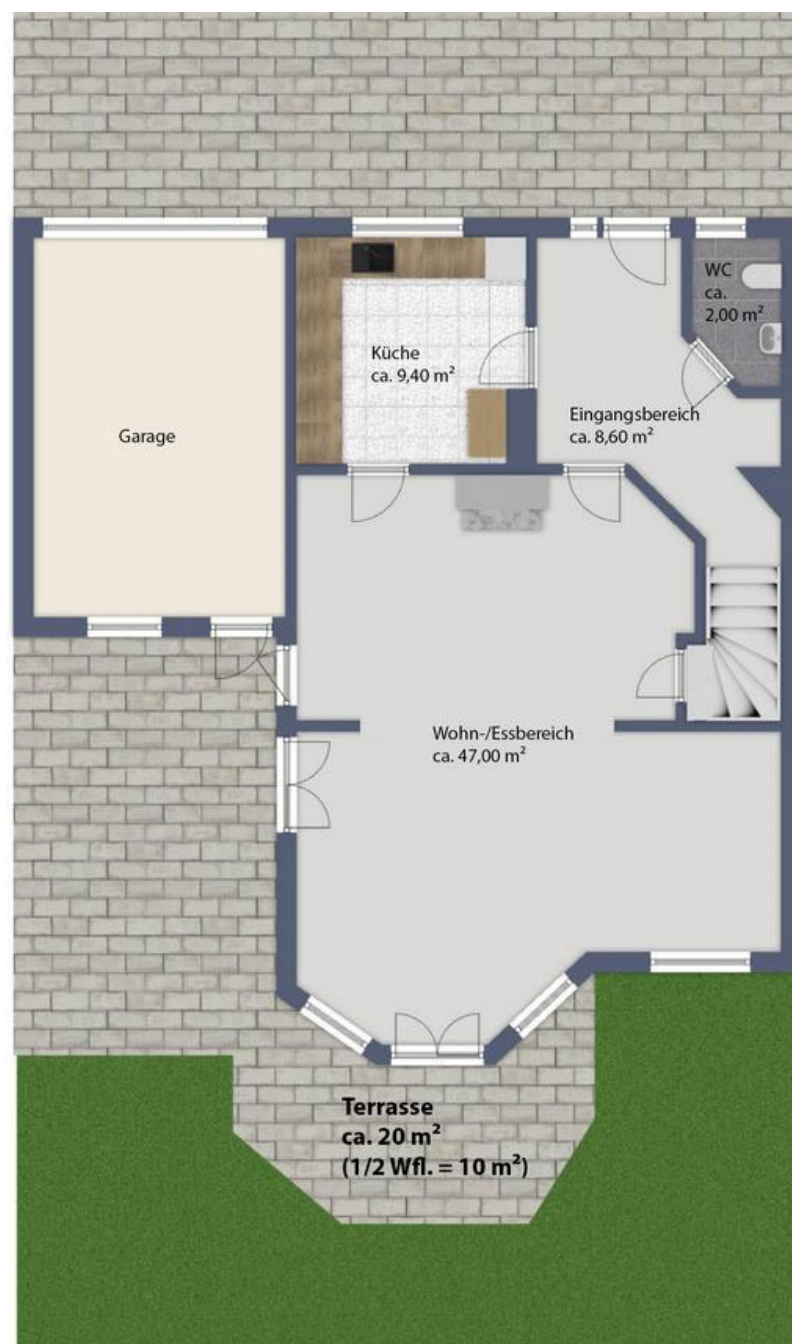 WC
ca.
2,00 m²
Küche
ca. 9,40 m²
Eingangsbereich
ca. 8,60 m²
Garage
Wohn-/Essbereich
ca. 47,00 m²
Terrasse
ca. 20 m²
(1/2 Wfl. = 10 m²)